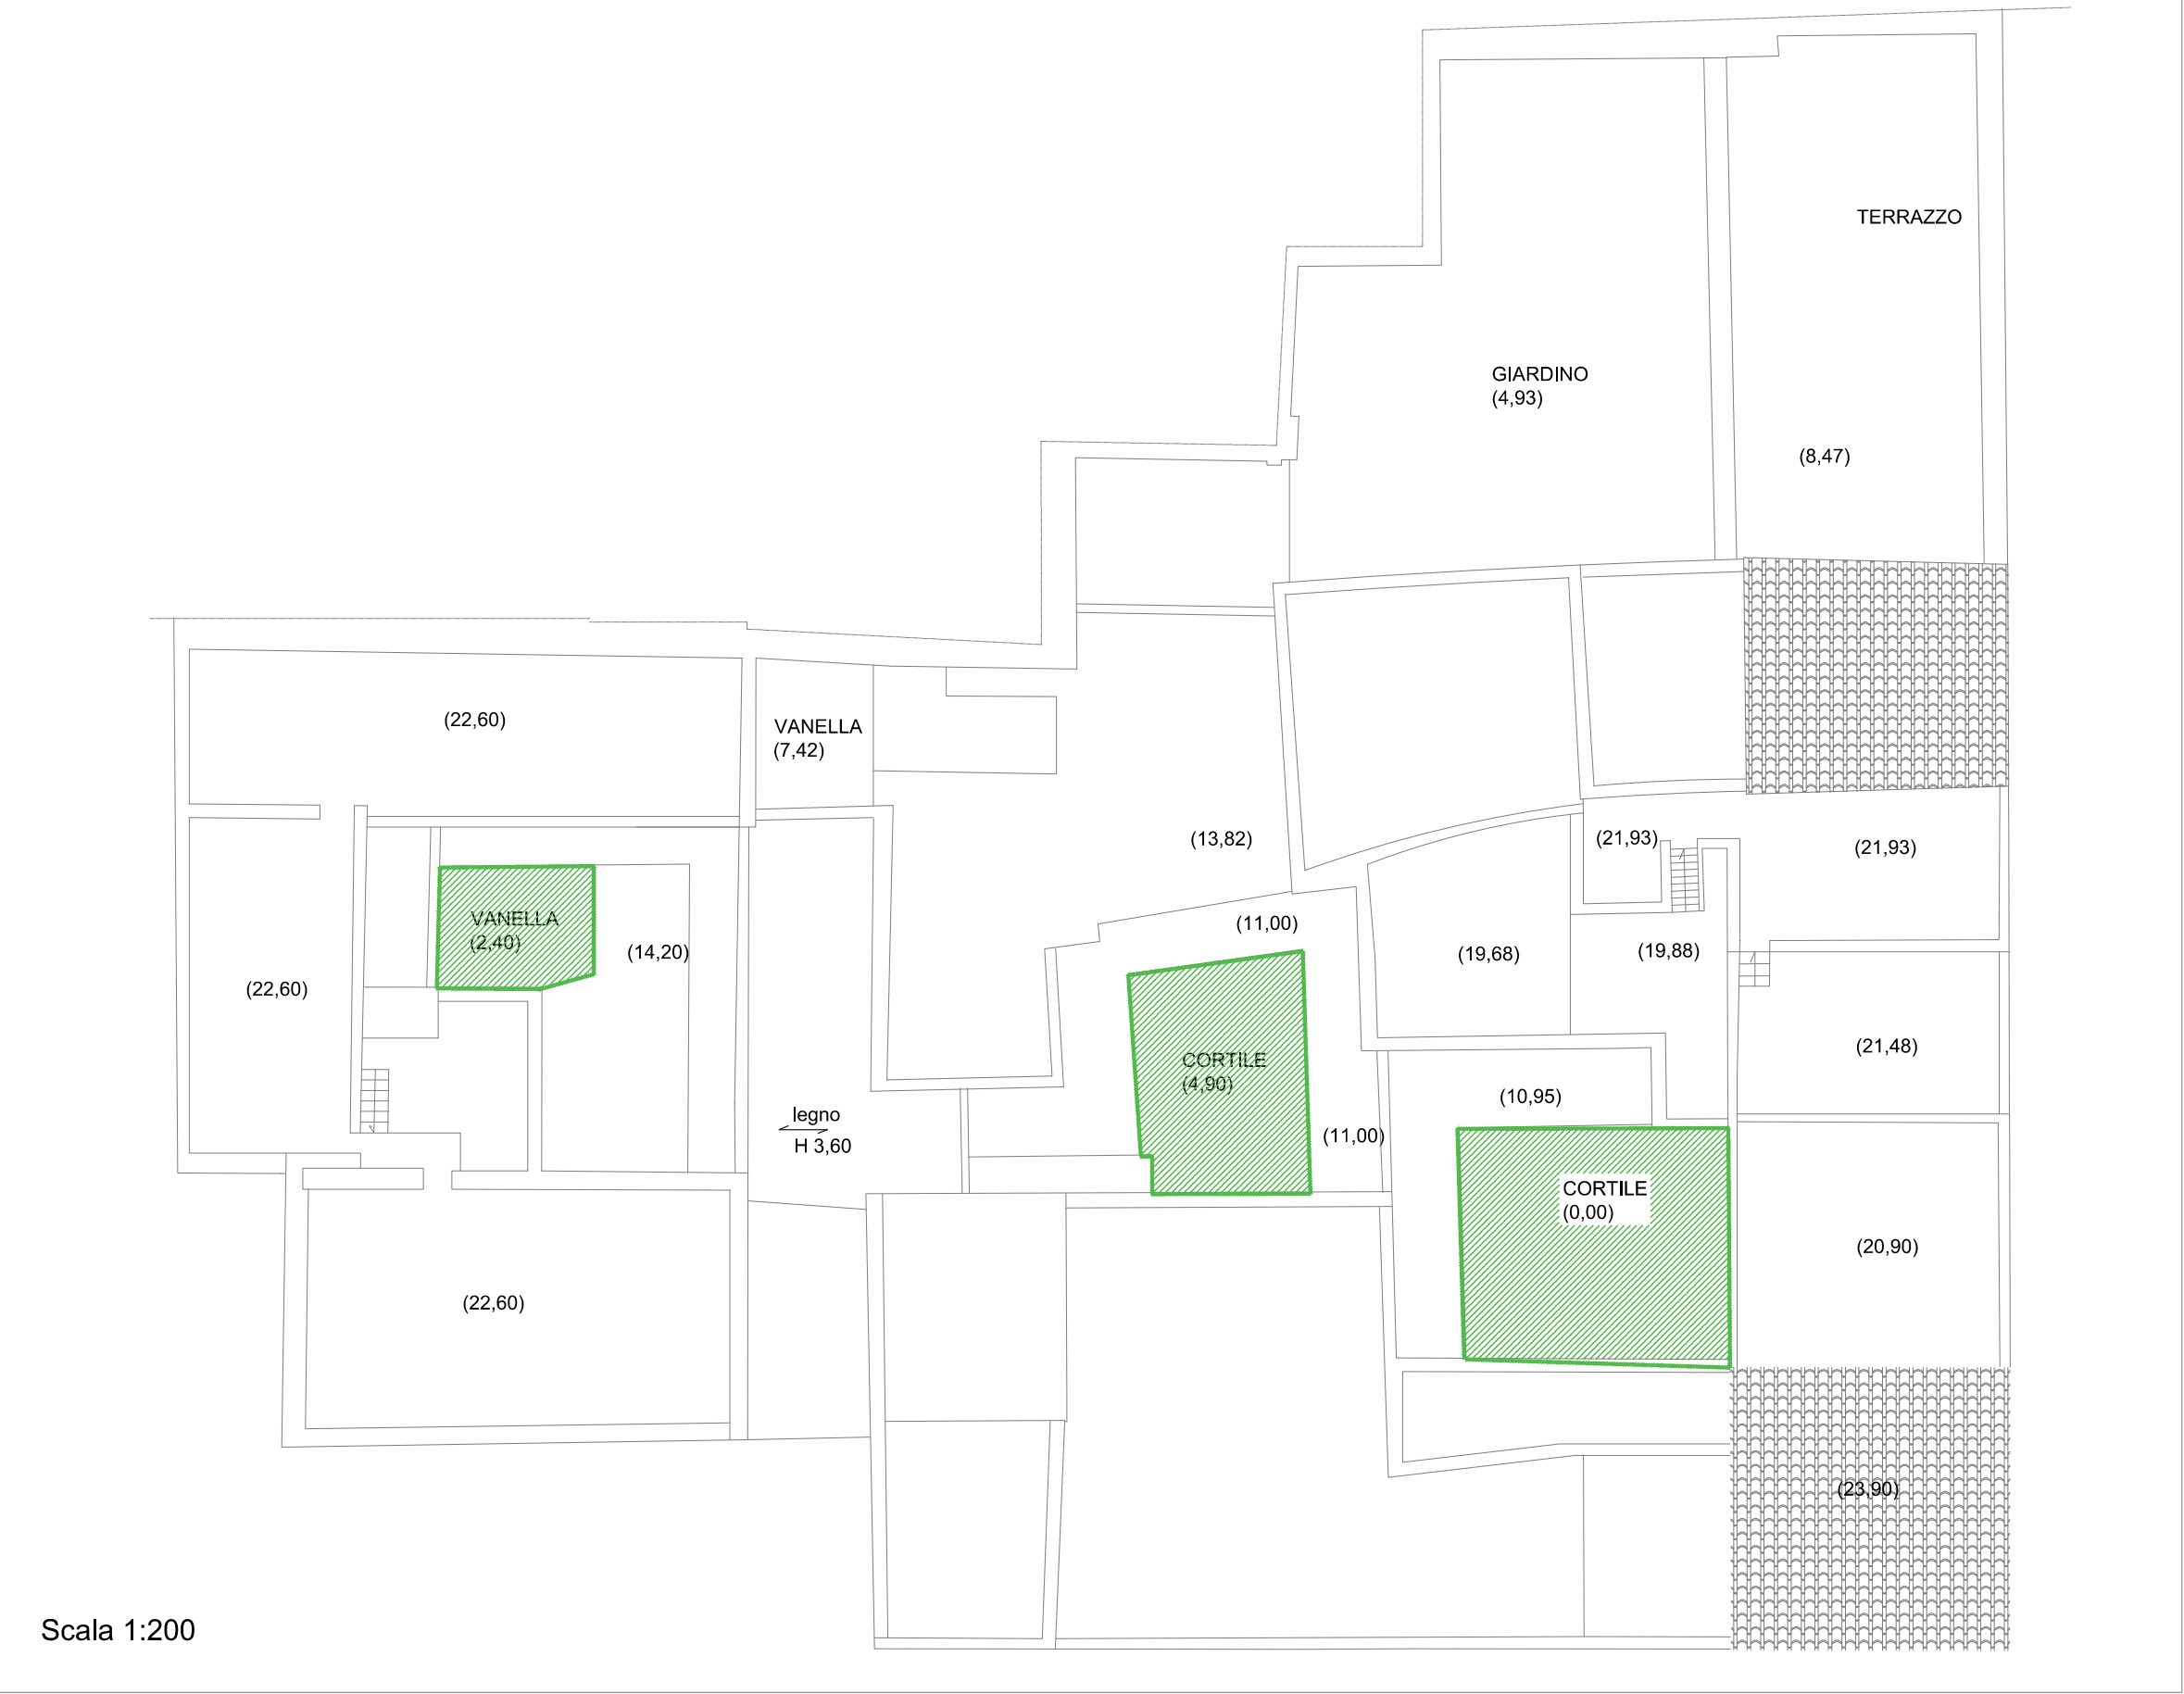 TERRAZZO
GIARDINO
(4,93)
(8,47)
(22,60)
VANELLA
(7,42)
(13,82)
(21,93)
(21,93)
VANELLA
(2,40)
(14,20)
(11,00)
(19,68)
(19,88)
(22,60)
CORTILE
(4,90)
(21,48)
(10,95)
legno
H 3,60
(11,00)
CORTILE
(0,00)
(20,90)
(22,60)
(23,90)
Scala 1:200